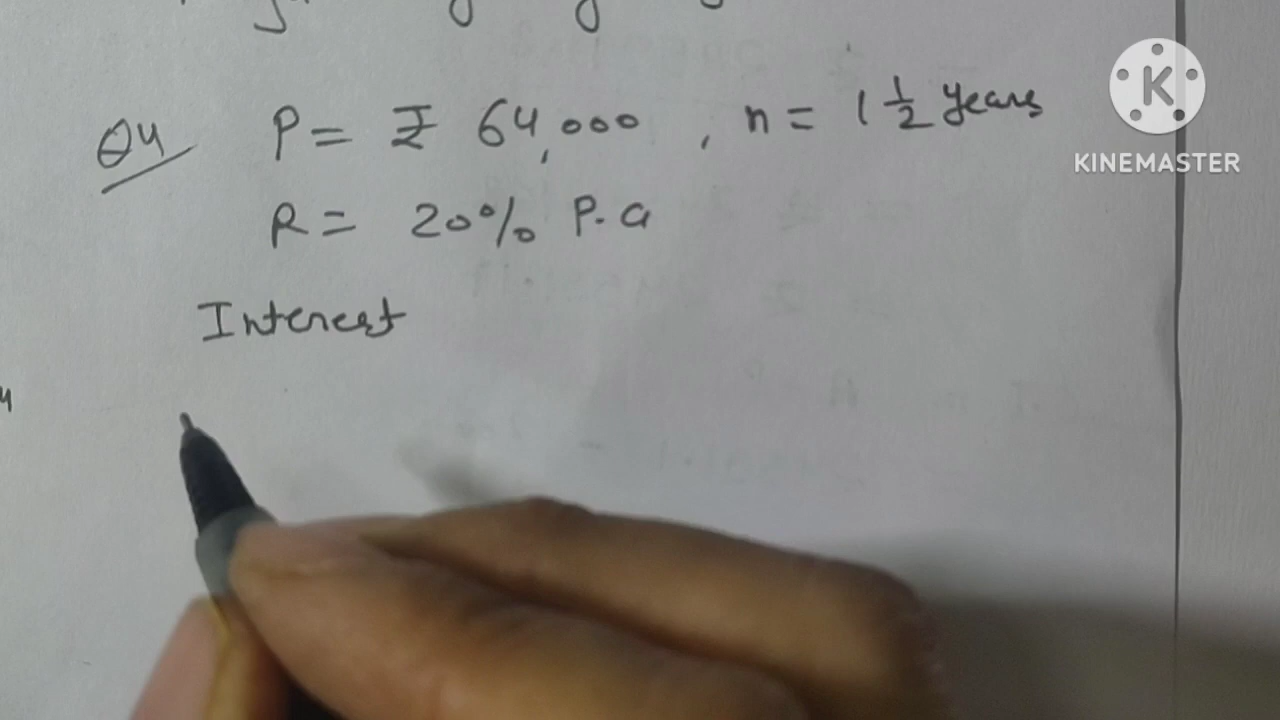 Q4 P = ₹ 64,000 , n = 1 1/2 years
R = 20% P.a
Interest
K
KINEMASTER